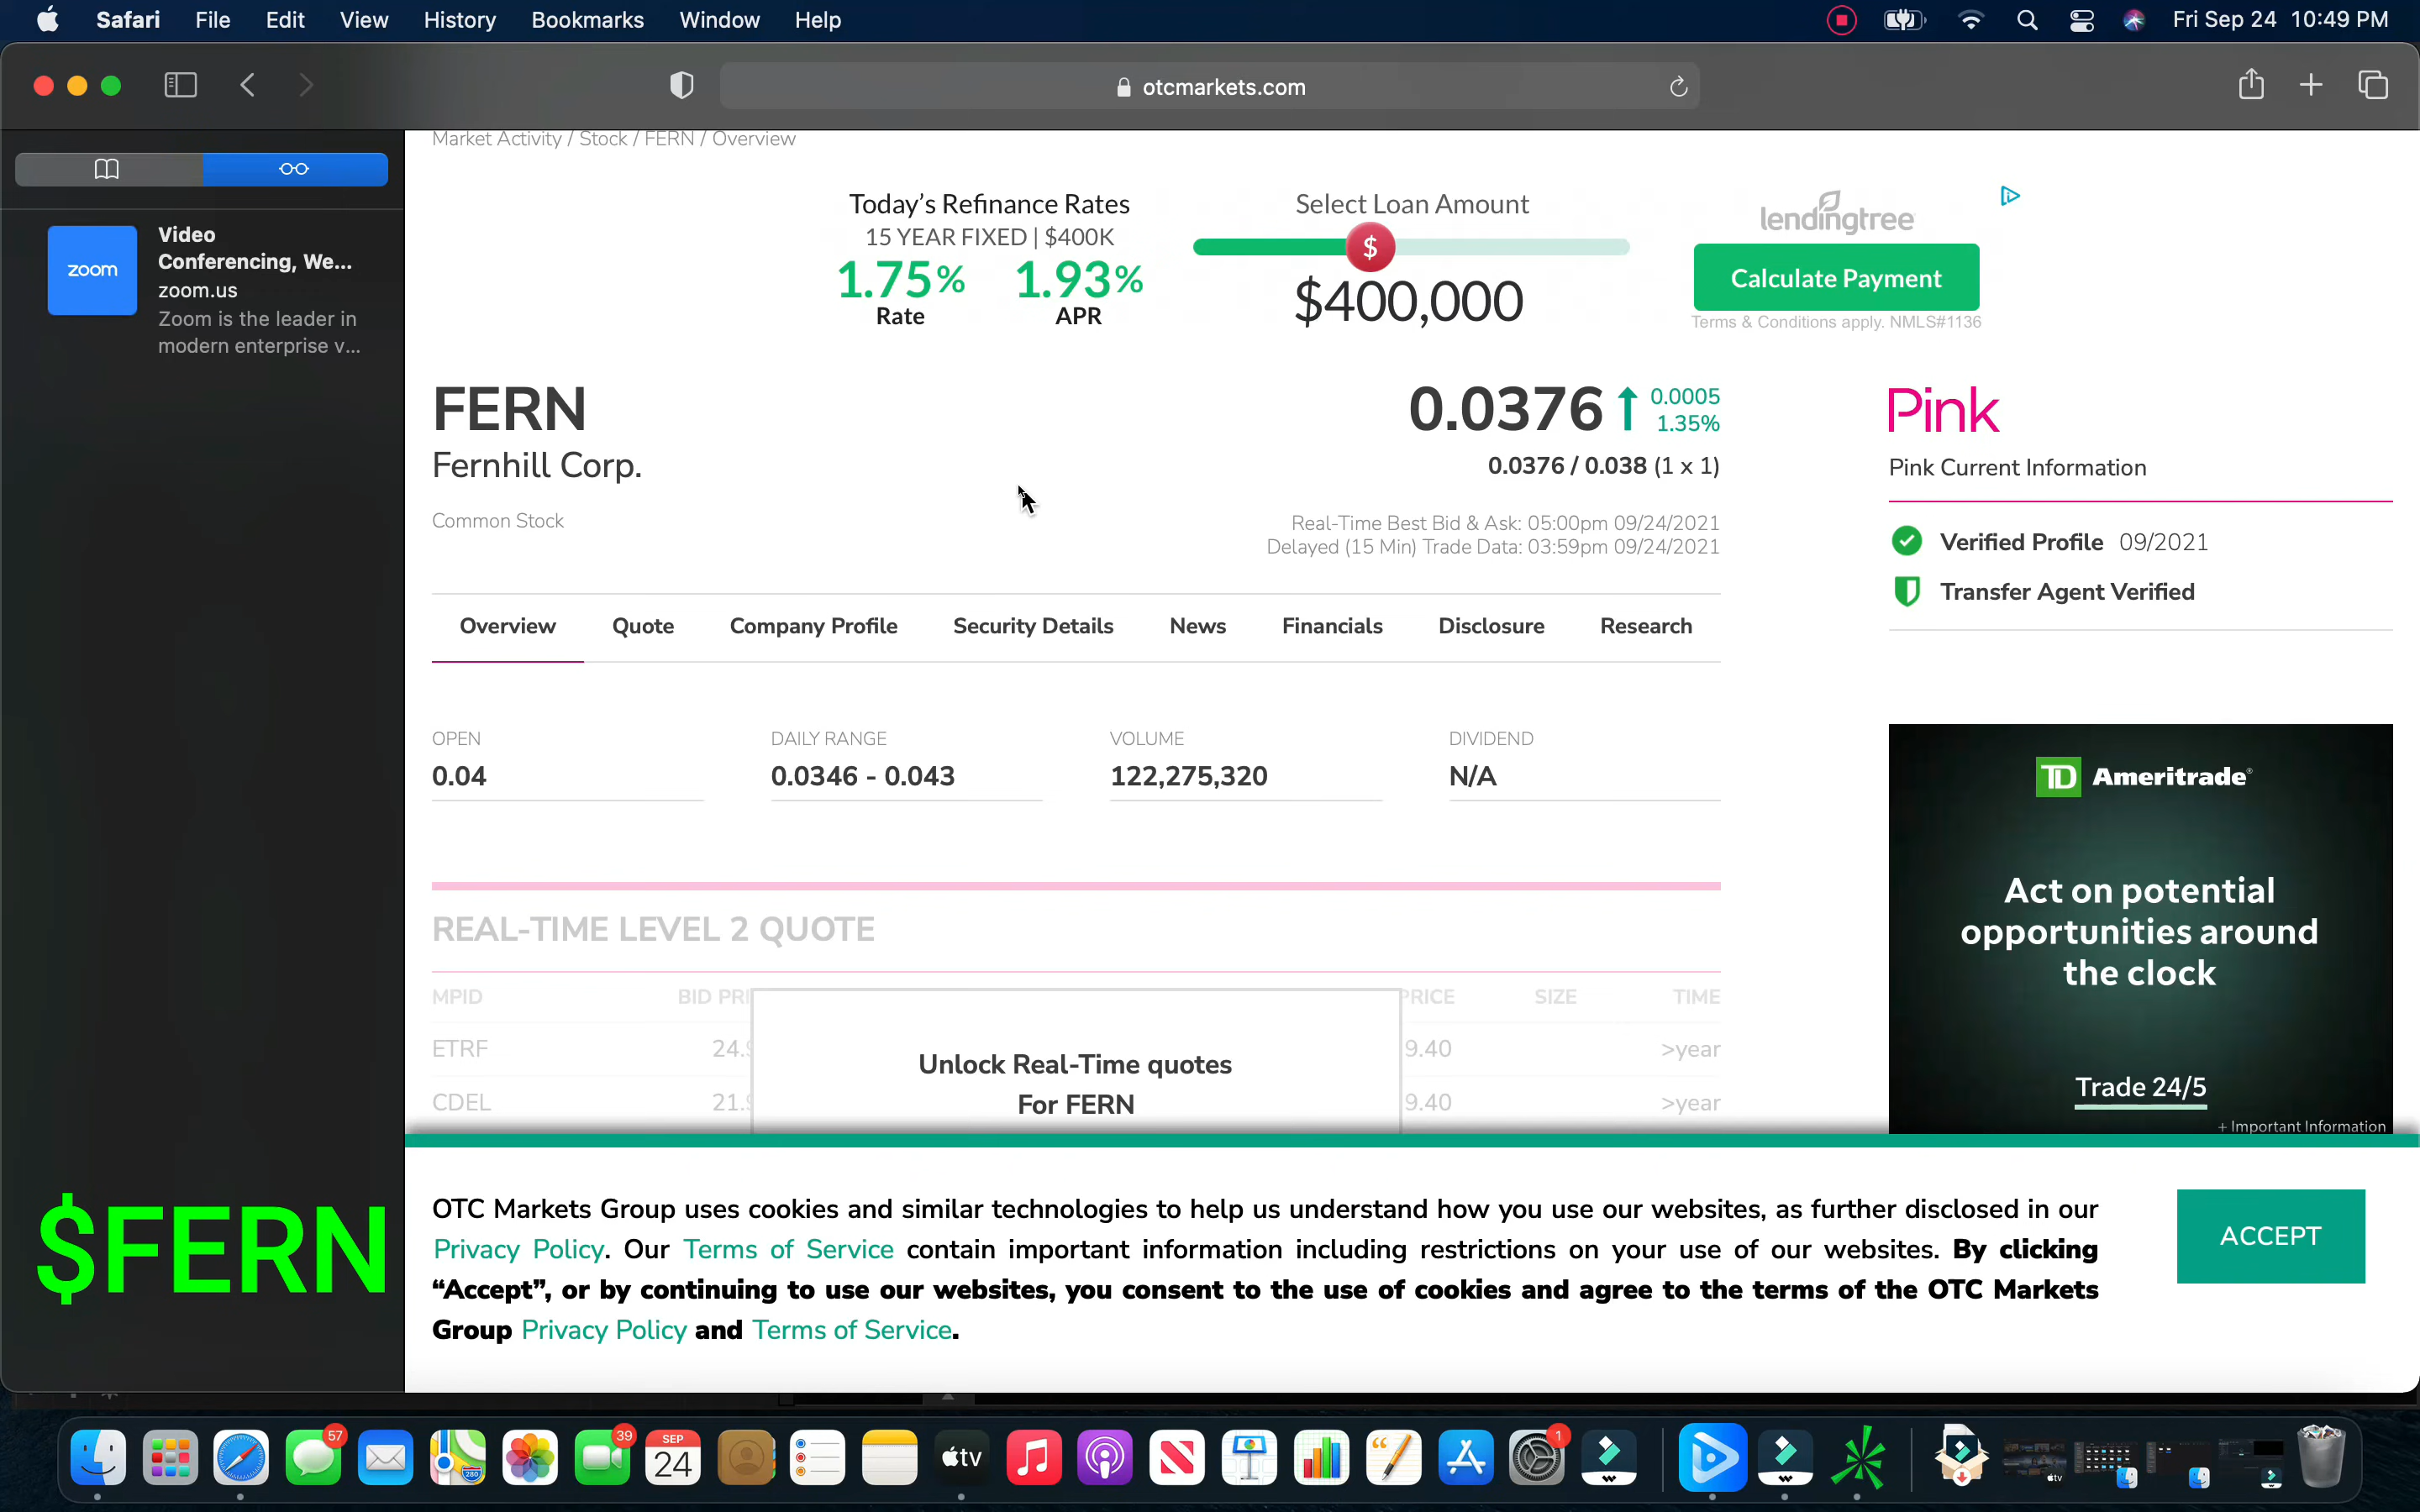 Safari File Edit View History Bookmarks Window Help
Fri Sep 24 10:49 PM
otcmarkets.com
Video
Conferencing, We...
zoom.us
Zoom is the leader in
modern enterprise v...
zoom
Market Activity / Stock / FERN / Overview
Today's Refinance Rates
15 YEAR FIXED | $400K
1.75% 1.93%
Rate APR
Select Loan Amount
$
$400,000
lendingtree
Calculate Payment
Terms & Conditions apply. NMLS#1136
FERN
Fernhill Corp.
Common Stock
0.0376 0.0005
1.35%
0.0376 / 0.038 (1 x 1)
Real-Time Best Bid & Ask: 05:00pm 09/24/2021
Delayed (15 Min) Trade Data: 03:59pm 09/24/2021
Pink
Pink Current Information
Verified Profile 09/2021
Transfer Agent Verified
Overview Quote Company Profile Security Details News Financials Disclosure Research
OPEN DAILY RANGE VOLUME DIVIDEND
0.04 0.0346 - 0.043 122,275,320 N/A
REAL-TIME LEVEL 2 QUOTE
MPID BID PRI PRICE SIZE TIME
ETRF 24. 9.40 >year
CDEL 21. 9.40 >year
Unlock Real-Time quotes
For FERN
TD Ameritrade®
Act on potential
opportunities around
the clock
Trade 24/5
+ Important Information
$FERN
OTC Markets Group uses cookies and similar technologies to help us understand how you use our websites, as further disclosed in our
Privacy Policy. Our Terms of Service contain important information including restrictions on your use of our websites. By clicking
“Accept”, or by continuing to use our websites, you consent to the use of cookies and agree to the terms of the OTC Markets
Group Privacy Policy and Terms of Service.
ACCEPT
57
39
SEP
24
tv
1
280